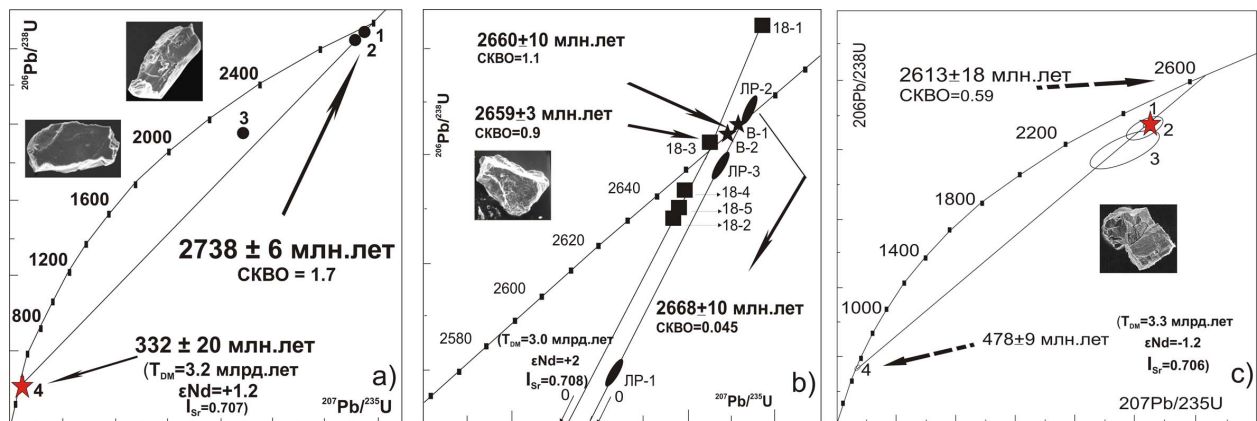 ²⁰⁶Pb/²³⁸U
1
2
2400
3
2000
1600
1200
800
2738 ± 6 млн.лет
СКВО = 1.7
332 ± 20 млн.лет
(T_DM=3.2 млрд.лет
εNd=+1.2
I_Sr=0.707)
4
a)
²⁰⁷Pb/²³⁵U
²⁰⁶Pb/²³⁸U
18-1
2660±10 млн.лет
СКВО=1.1
ЛР-2
2659±3 млн.лет
СКВО=0.9
В-1
В-2
18-3
ЛР-3
2640
18-4
18-5
18-2
2620
2600
2580
2668±10 млн.лет
СКВО=0.045
(T_DM=3.0 млрд.лет
εNd=+2
I_Sr=0.708)
ЛР-1
0
0
b)
²⁰⁷Pb/²³⁵U
206Pb/238U
2613±18 млн.лет
СКВО=0.59
2600
1
2
3
2200
1800
1400
1000
478±9 млн.лет
4
(T_DM=3.3 млрд.лет
εNd=-1.2
I_Sr=0.706)
c)
207Pb/235U